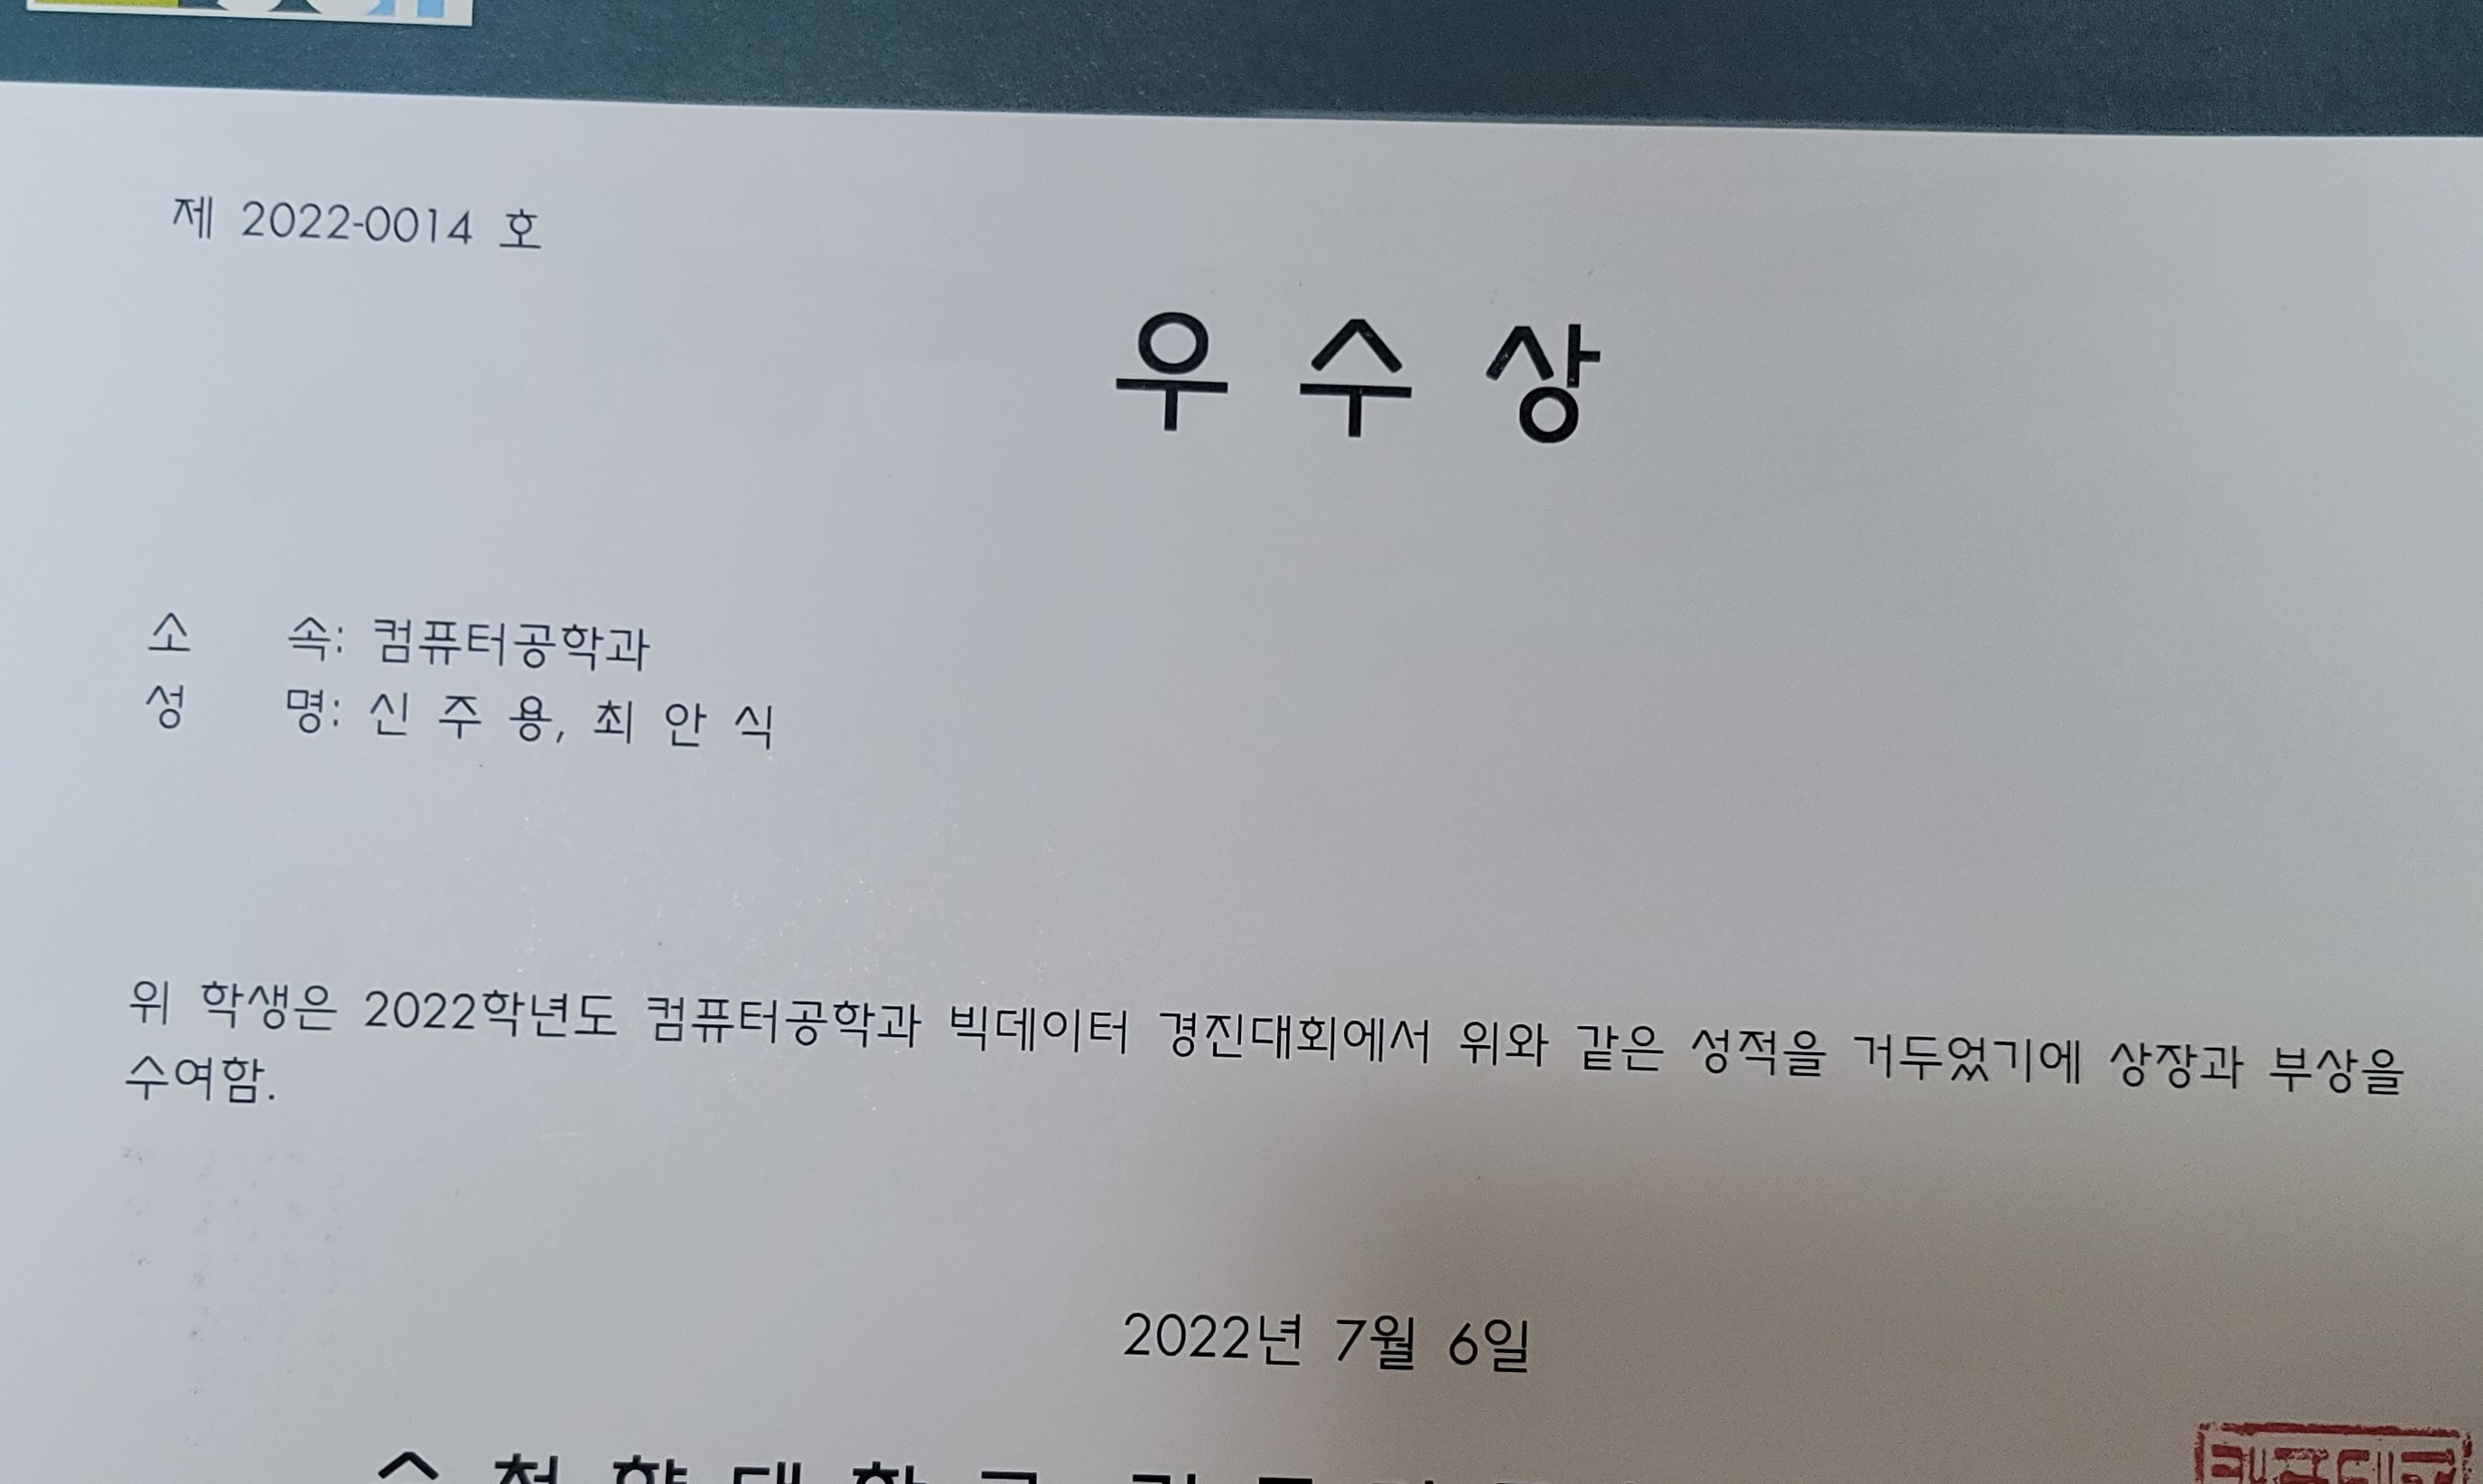 제 2022-0014 호
우 수 상
소 속: 컴퓨터공학과
성 명: 신 주 용, 최 안 식
위 학생은 2022학년도 컴퓨터공학과 빅데이터 경진대회에서 위와 같은 성적을 거두었기에 상장과 부상을
수여함.
2022년 7월 6일